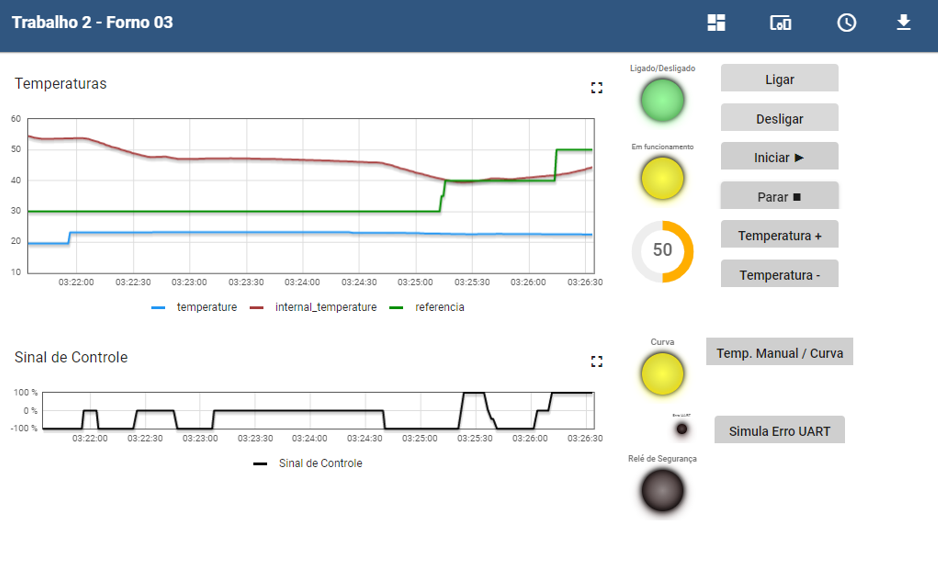 Trabalho 2 - Forno 03
Temperaturas
60
50
40
30
20
10
03:22:00 03:22:30 03:23:00 03:23:30 03:24:00 03:24:30 03:25:00 03:25:30 03:26:00 03:26:30
temperature internal_temperature referencia
Sinal de Controle
100 %
0 %
-100 %
03:22:00 03:22:30 03:23:00 03:23:30 03:24:00 03:24:30 03:25:00 03:25:30 03:26:00 03:26:30
Sinal de Controle
Ligado/Desligado
Ligar
Desligar
Em funcionamento
Iniciar ▶
Parar ■
50
Temperatura +
Temperatura -
Curva
Temp. Manual / Curva
Erro UART
Simula Erro UART
Relé de Segurança